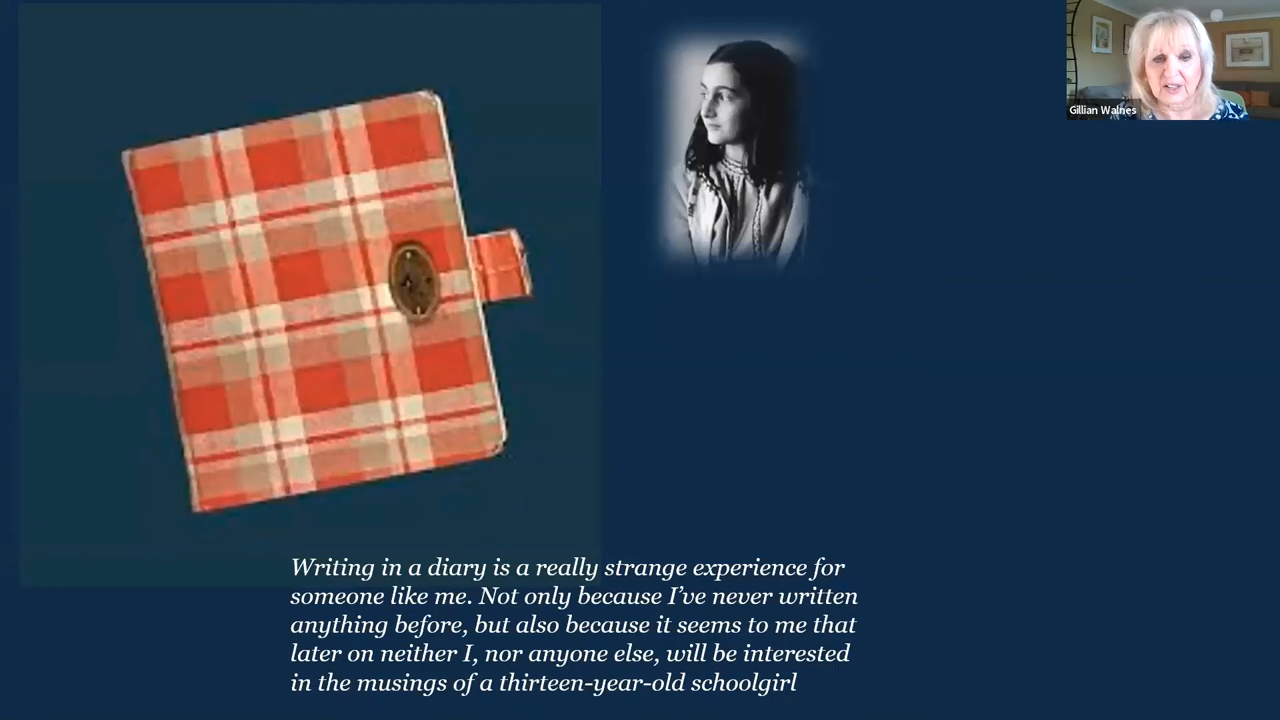 Gillian Walnes
Writing in a diary is a really strange experience for
someone like me. Not only because I've never written
anything before, but also because it seems to me that
later on neither I, nor anyone else, will be interested
in the musings of a thirteen-year-old schoolgirl